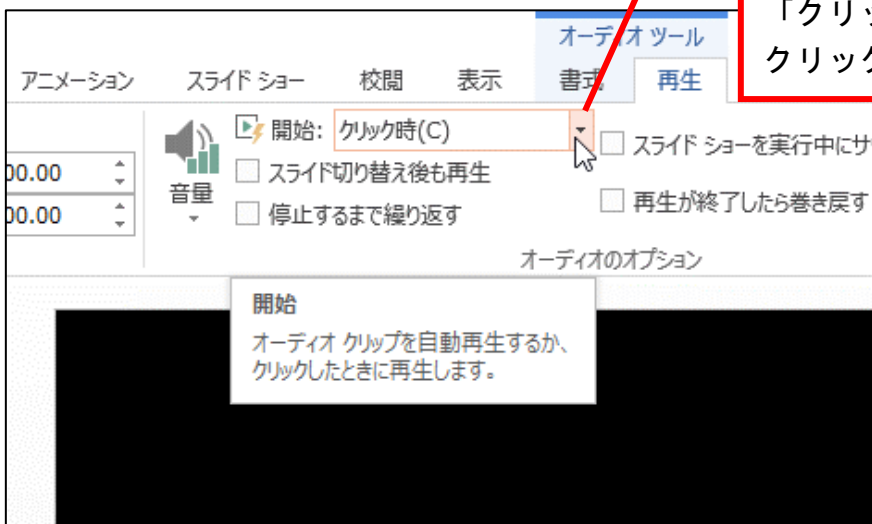 「クリッ
クリック
オーディオ ツール
アニメーション スライド ショー 校閲 表示 書式 再生
00.00
00.00
音量
開始: クリック時(C)
スライド切り替え後も再生
停止するまで繰り返す
スライド ショーを実行中にサ
再生が終了したら巻き戻す
オーディオのオプション
開始
オーディオ クリップを自動再生するか、
クリックしたときに再生します。